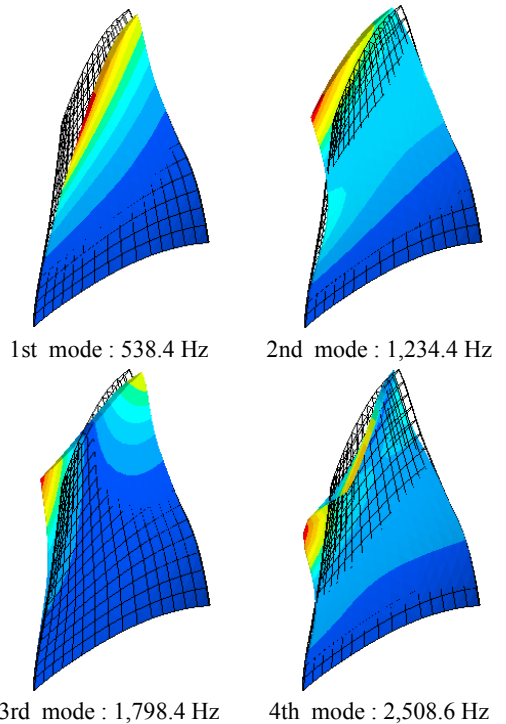 1st mode : 538.4 Hz
2nd mode : 1,234.4 Hz
3rd mode : 1,798.4 Hz
4th mode : 2,508.6 Hz